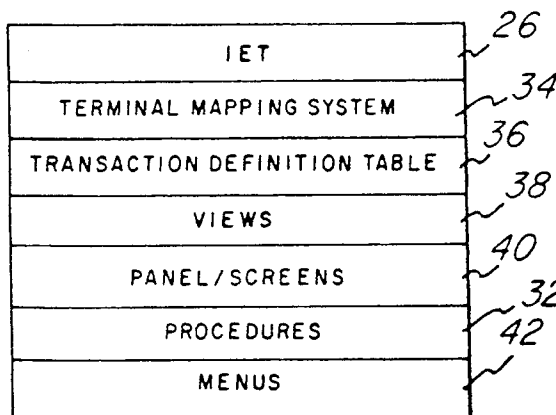 IET 26
TERMINAL MAPPING SYSTEM 34
TRANSACTION DEFINITION TABLE 36
VIEWS 38
PANEL/SCREENS 40
PROCEDURES 32
MENUS 42